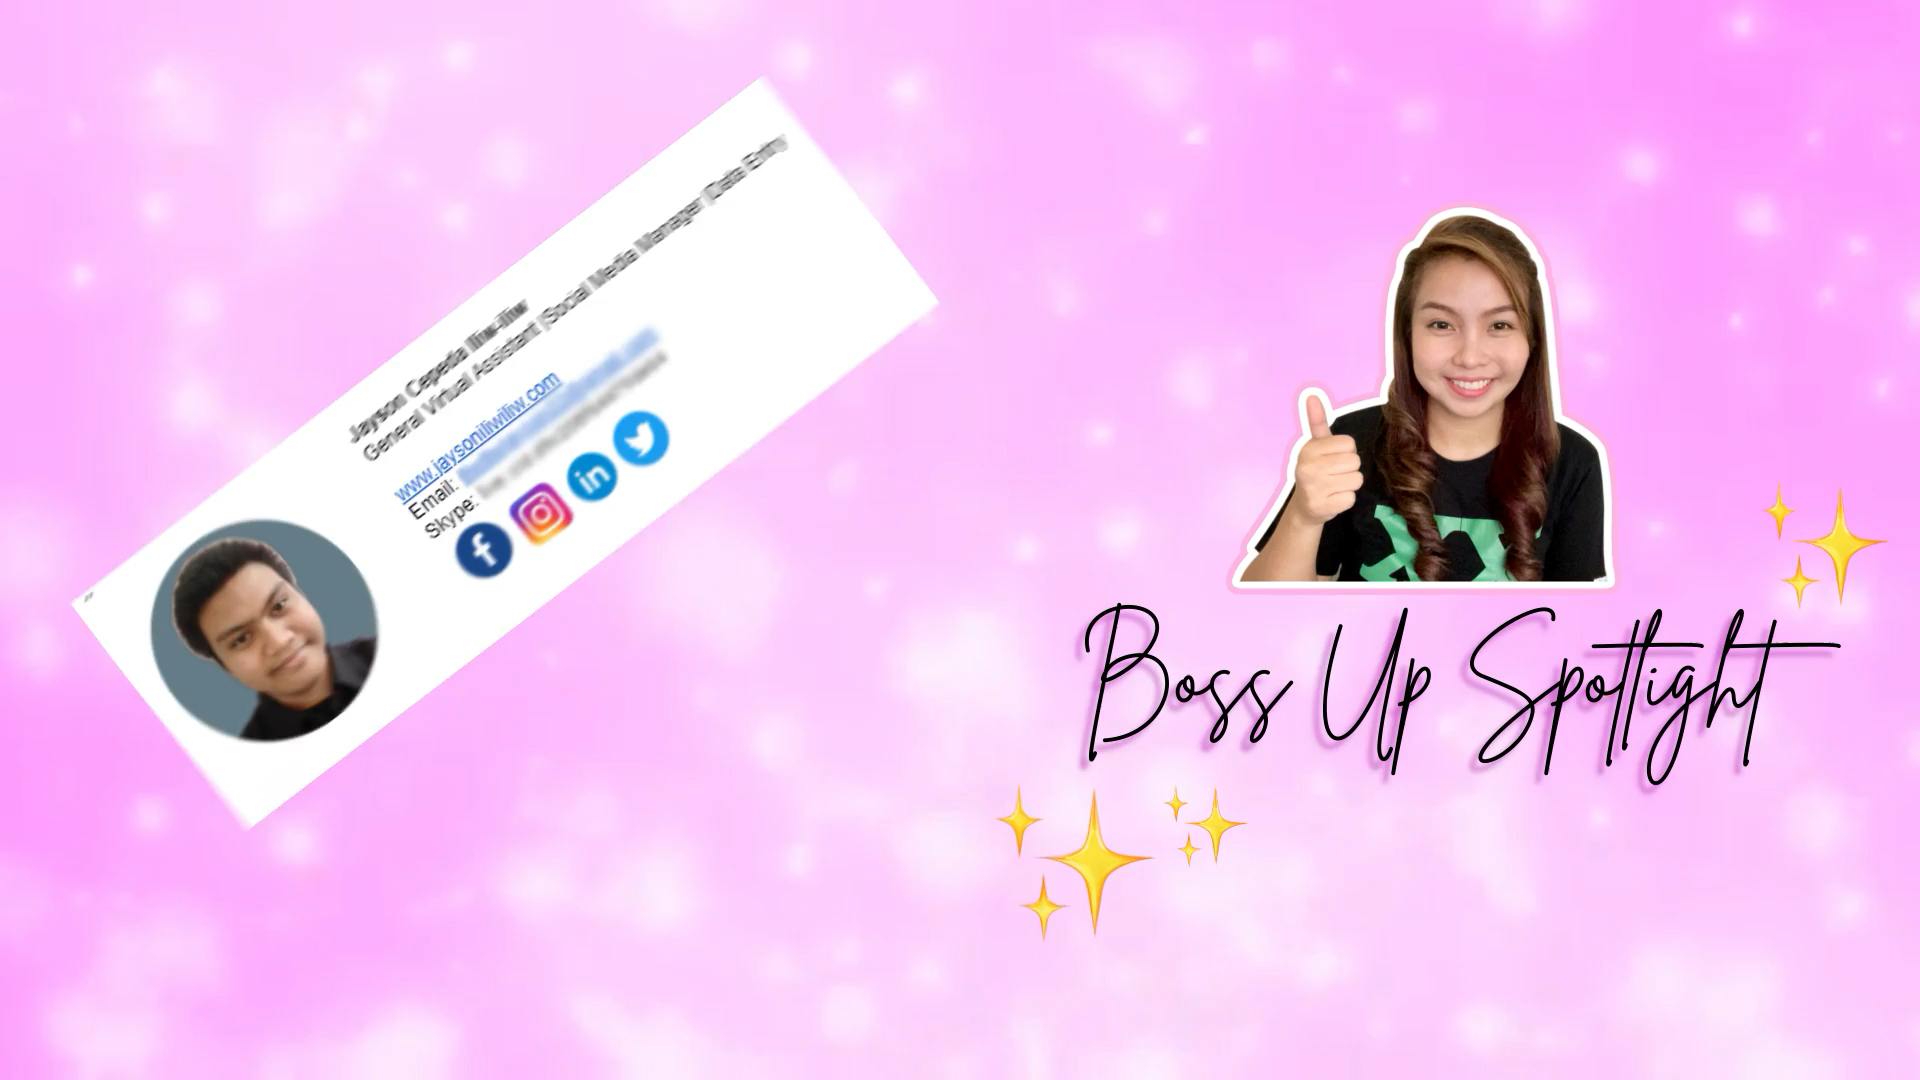 Jayson Cepeda Iliw-iliw
General Virtual Assistant |Social Media Manager |Data Entry
www.jaysoniliwiliw.com
Email:
Skype:
Boss Up Spotlight